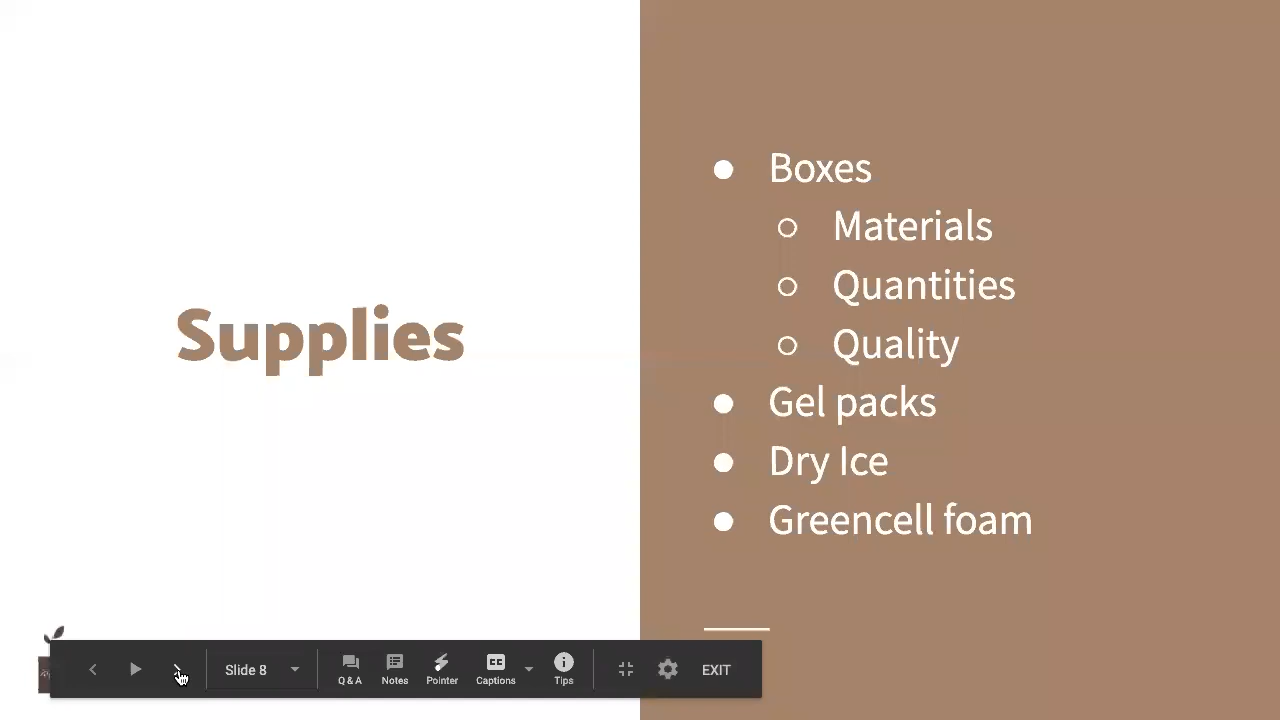 Supplies
Boxes
Materials
Quantities
Quality
Gel packs
Dry Ice
Greencell foam
Slide 8
Q & A
Notes
Pointer
Captions
Tips
EXIT